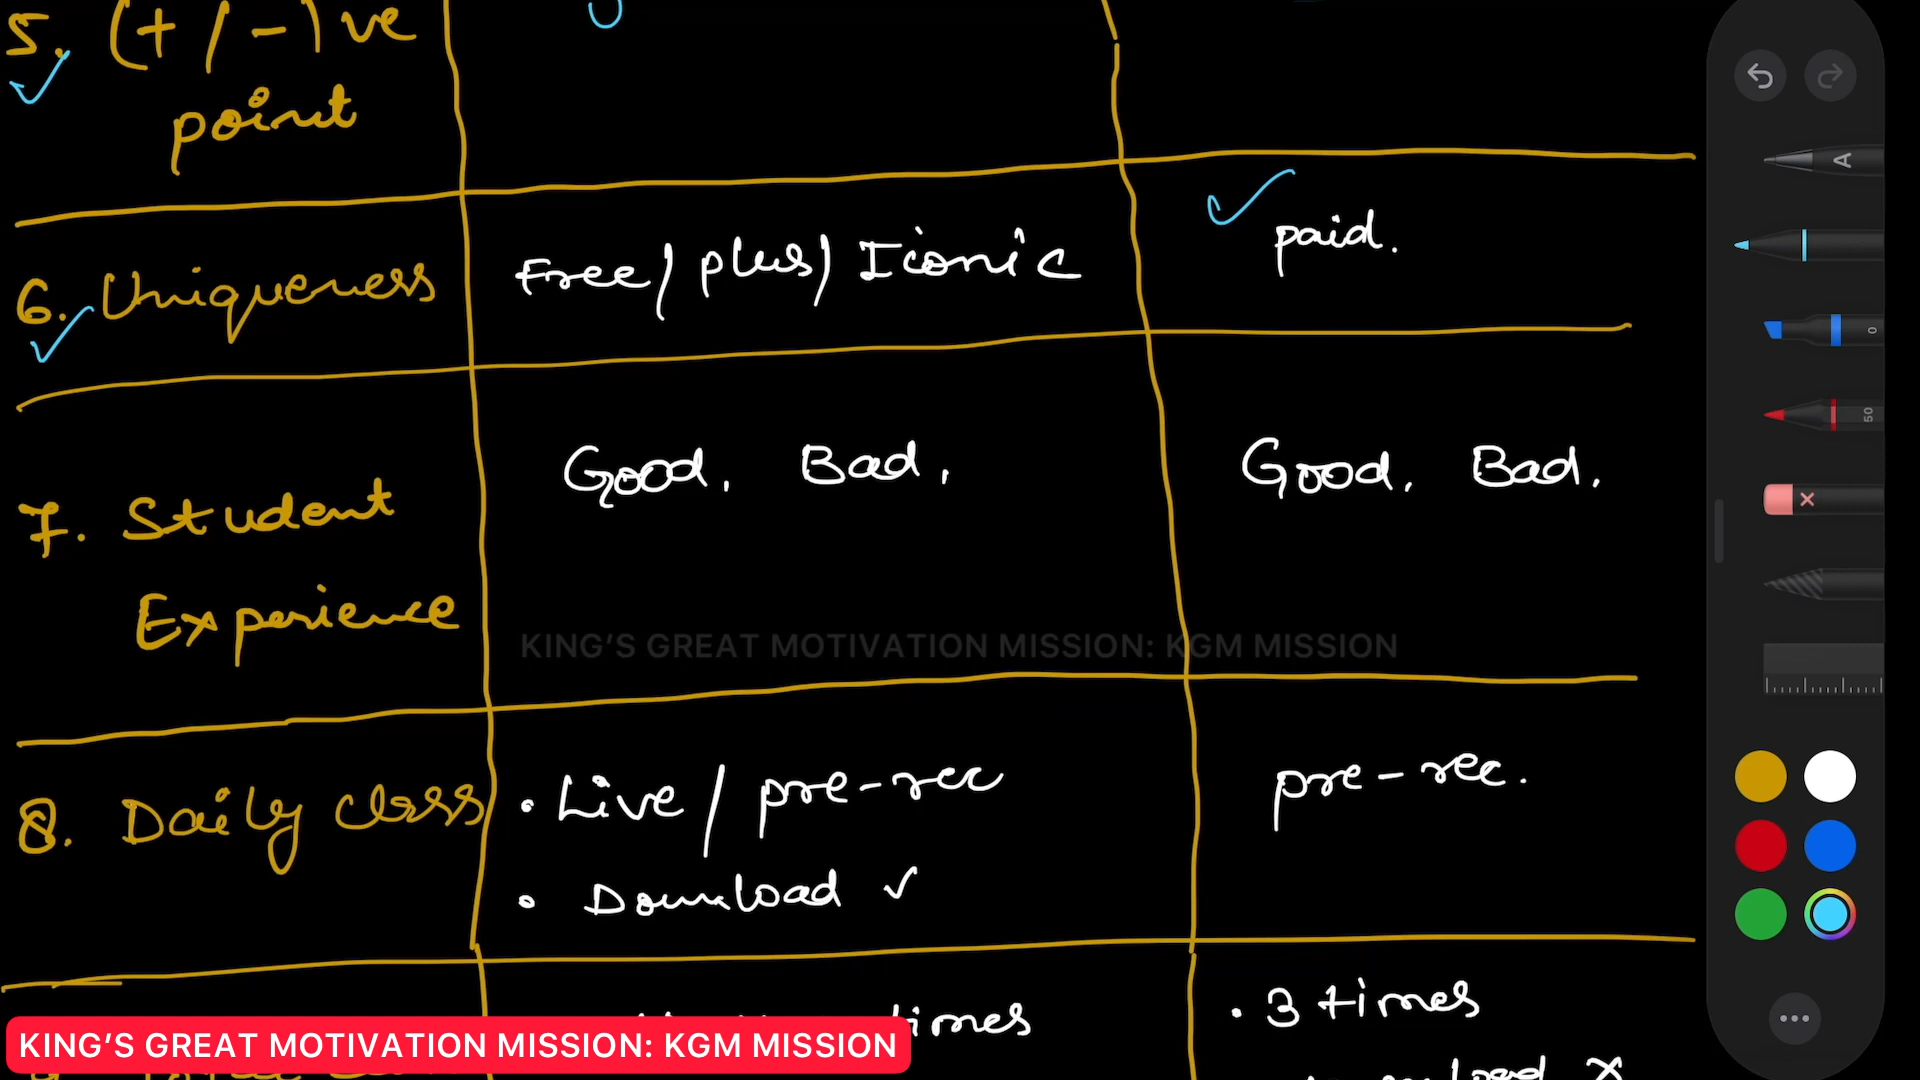 5. (+/-)ve
point
6. Uniqueness
Free/ plus/ Iconic
paid.
7. Student
Experience
Good. Bad.
Good. Bad.
8. Daily class
• Live / pre-rec
• Download ✓
pre-rec.
times
• 3 times
KING'S GREAT MOTIVATION MISSION: KGM MISSION
KING'S GREAT MOTIVATION MISSION: KGM MISSION
A
0
50